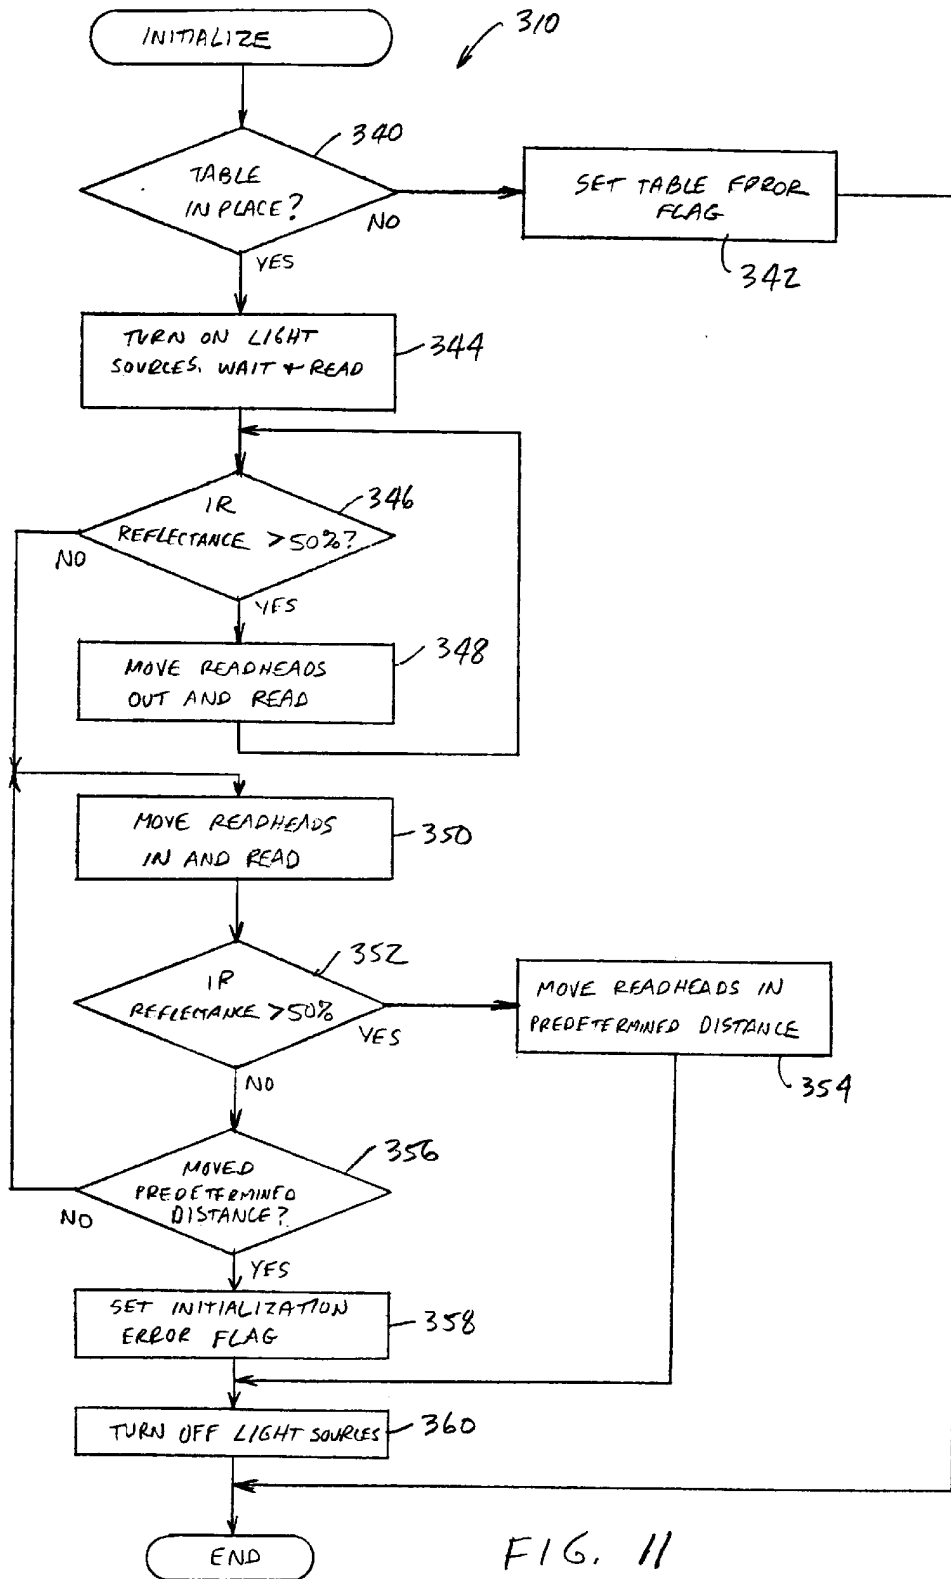 INITIALIZE
310
340
TABLE
IN PLACE?
NO
YES
SET TABLE FPROR
FLAG
342
TURN ON LIGHT
SOURCES. WAIT + READ
344
346
IR
REFLECTANCE > 50%?
NO
YES
MOVE READHEADS
OUT AND READ
348
MOVE READHEADS
IN AND READ
350
352
IR
REFLECTANCE > 50%
YES
NO
MOVE READHEADS IN
PREDETERMINED DISTANCE
354
356
MOVED
PREDETERMINED
DISTANCE?
NO
YES
SET INITIALIZATION
ERROR FLAG
358
TURN OFF LIGHT SOURCES
360
END
FIG. 11